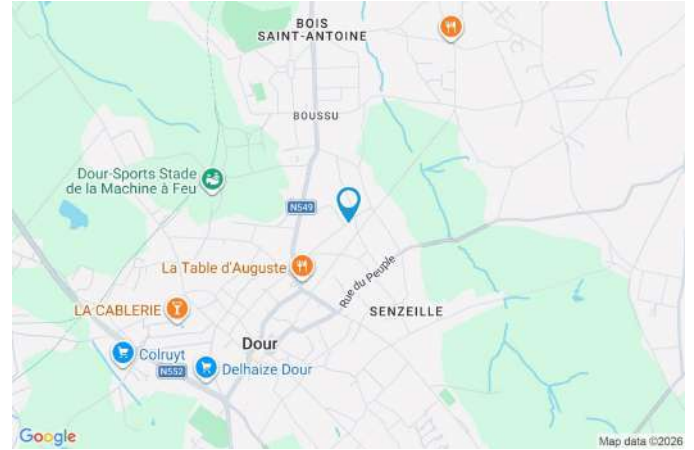 BOIS
SAINT-ANTOINE
BOUSSU
Dour-Sports Stade
de la Machine à Feu
N549
La Table d'Auguste
Rue du Peuple
LA CABLERIE
SENZEILLE
Dour
Colruyt
N552
Delhaize Dour
Google
Map data ©2026